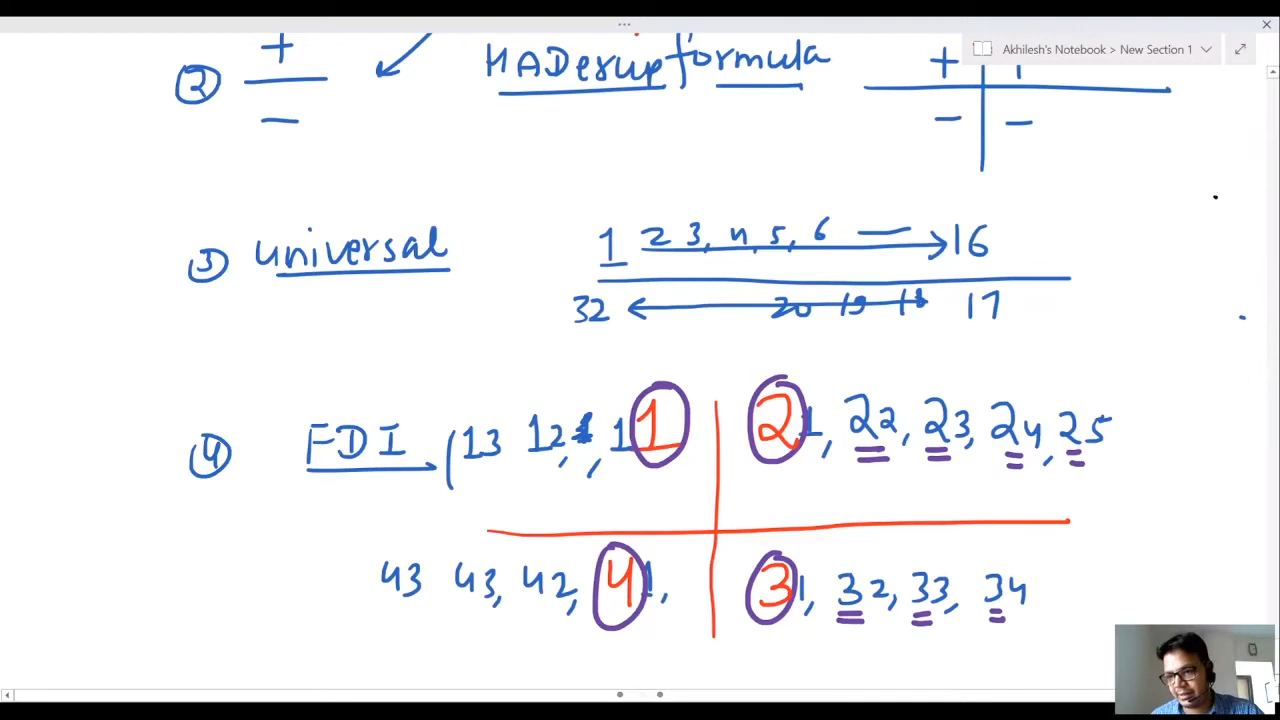 Akhilesh's Notebook > New Section 1
② + HADerup formula + +
— — —
③ universal 1 2 3, 4, 5, 6 — 16
32 20 19 18 17
④ FDI (13 12, , 11 21, 22, 23, 24, 25
43 43, 42, 41, 31, 32, 33, 34